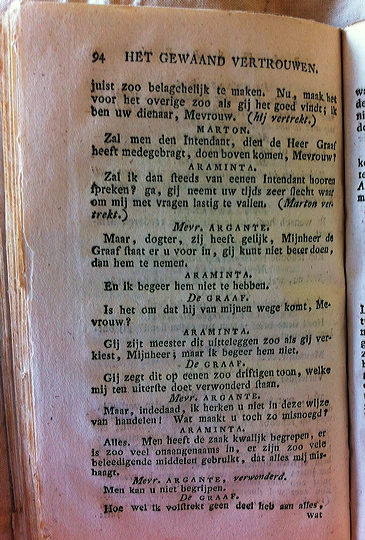 94 HET GEWAAND VERTROUWEN.
juist zoo belagchelijk te maken. Nu, maak het
voor het overige zoo als gij het goed vindt; ik
ben uw dienaar, Mevrouw. (hij vertrekt.)
MARTON.
Zal men den Intendant, dien de Heer Graaf
heeft medegebragt, doen boven komen, Mevrouw?
ARAMINTA.
Zal ik dan steeds van eenen Intendant hooren
spreken? ga, gij neemt uw tijds zeer slecht waar
om mij met vragen lastig te vallen. (Marton ver-
trekt.)
Mevr. ARGANTE.
Maar, dogter, zij heeft gelijk, Mijnheer de
Graaf staat er u voor in, gij kunt niet beter doen,
dan hem te nemen.
ARAMINTA.
En ik begeer hem niet te hebben.
De GRAAF.
Is het om dat hij van mijnen wege komt, Me-
vrouw?
ARAMINTA.
Gij zijt meester dit uitteleggen zoo als gij ver-
kiest, Mijnheer; maar ik begeer hem niet.
De GRAAF.
Gij zegt dit op eenen zoo driftigen toon, welke
mij ten uiterste doet verwonderd staan.
Mevr. ARGANTE.
Maar, indedaad, ik herken u niet in deze wijze
van handelen! Wat maakt u toch zo misnoegd?
ARAMINTA.
Alles. Men heeft de zaak kwalijk begrepen, er
is zoo veel onaangenaams in, er zijn zoo vele
beleedigende middelen gebruikt, dat alles mij mis-
haagt.
Mevr. ARGANTE, verwonderd.
Men kan u niet begrijpen.
De GRAAF.
Hoe wel ik volstrekt geen deel heb aan alles,
wat